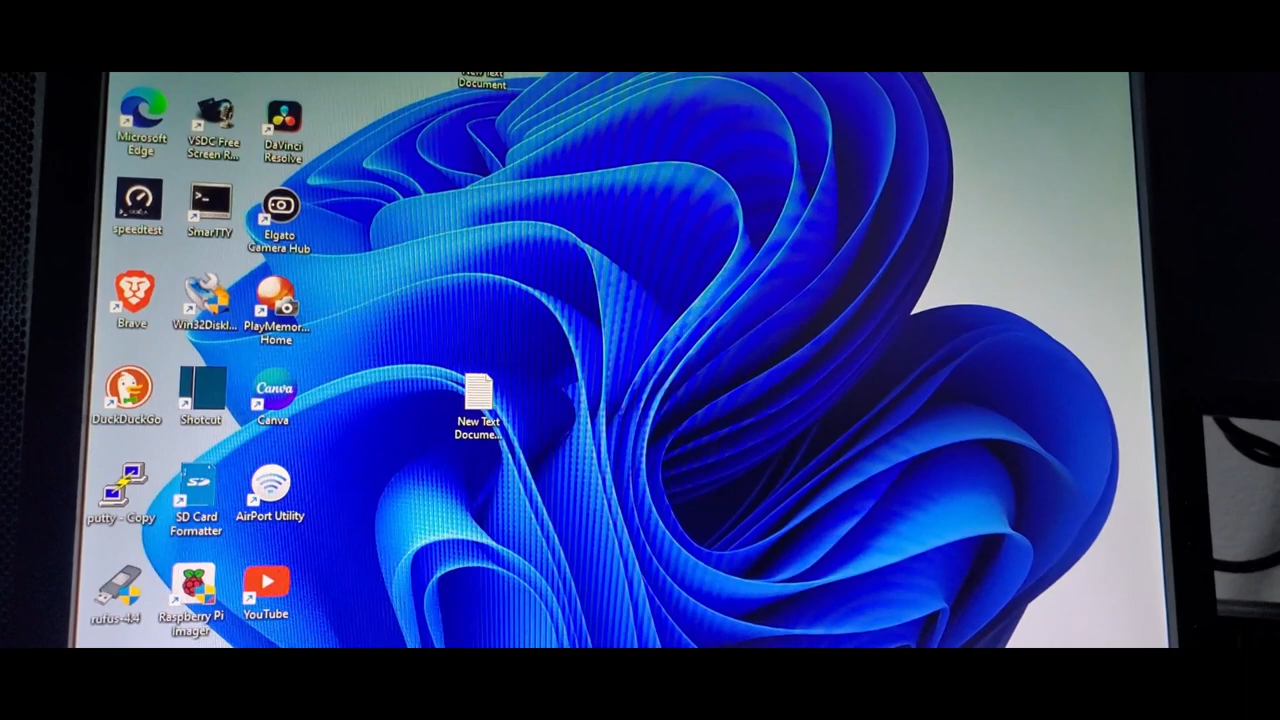 New Text
Document
Microsoft
Edge
VSDC Free
Screen R...
DaVinci
Resolve
speedtest
SmarTTY
Elgato
Camera Hub
Brave
Win32DiskI...
PlayMemor...
Home
DuckDuckGo
Shotcut
Canva
Canva
New Text
Docume...
putty - Copy
SD
SD Card
Formatter
AirPort Utility
rufus-4.4
Raspberry Pi
Imager
YouTube